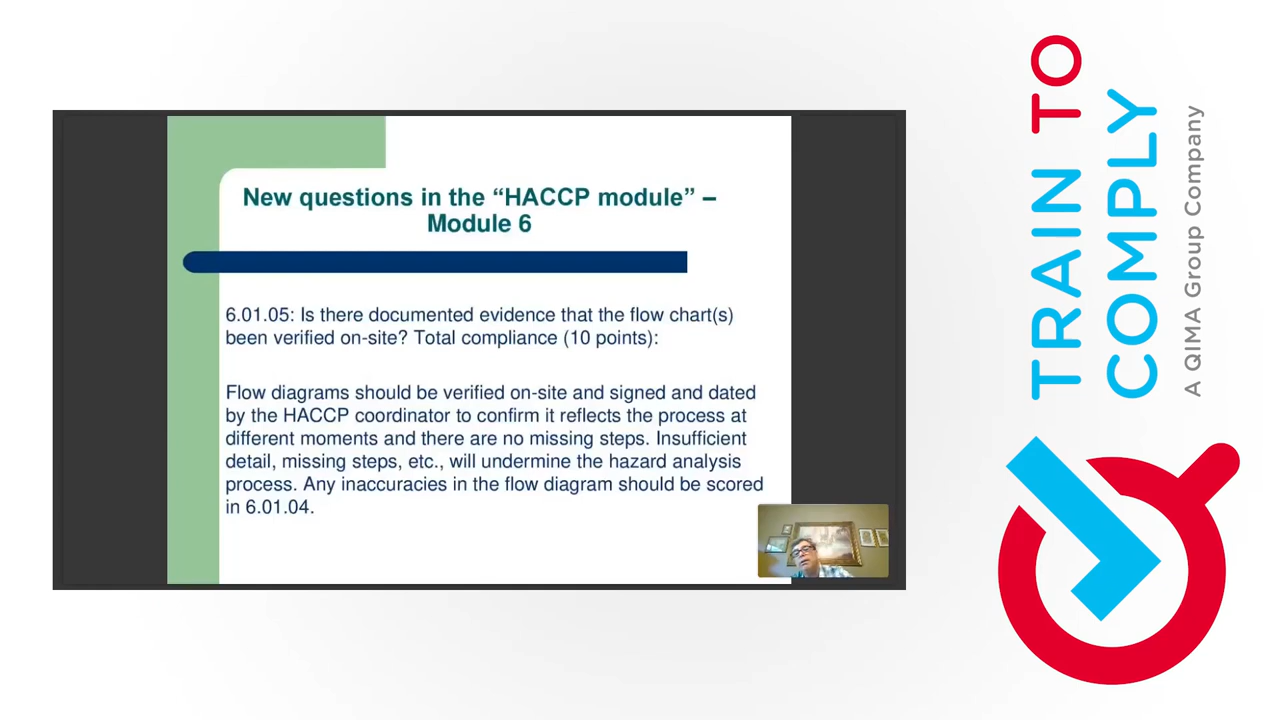 New questions in the “HACCP module” –
Module 6
6.01.05: Is there documented evidence that the flow chart(s)
been verified on-site? Total compliance (10 points):
Flow diagrams should be verified on-site and signed and dated
by the HACCP coordinator to confirm it reflects the process at
different moments and there are no missing steps. Insufficient
detail, missing steps, etc., will undermine the hazard analysis
process. Any inaccuracies in the flow diagram should be scored
in 6.01.04.
TRAIN TO
COMPLY
A QIMA Group Company